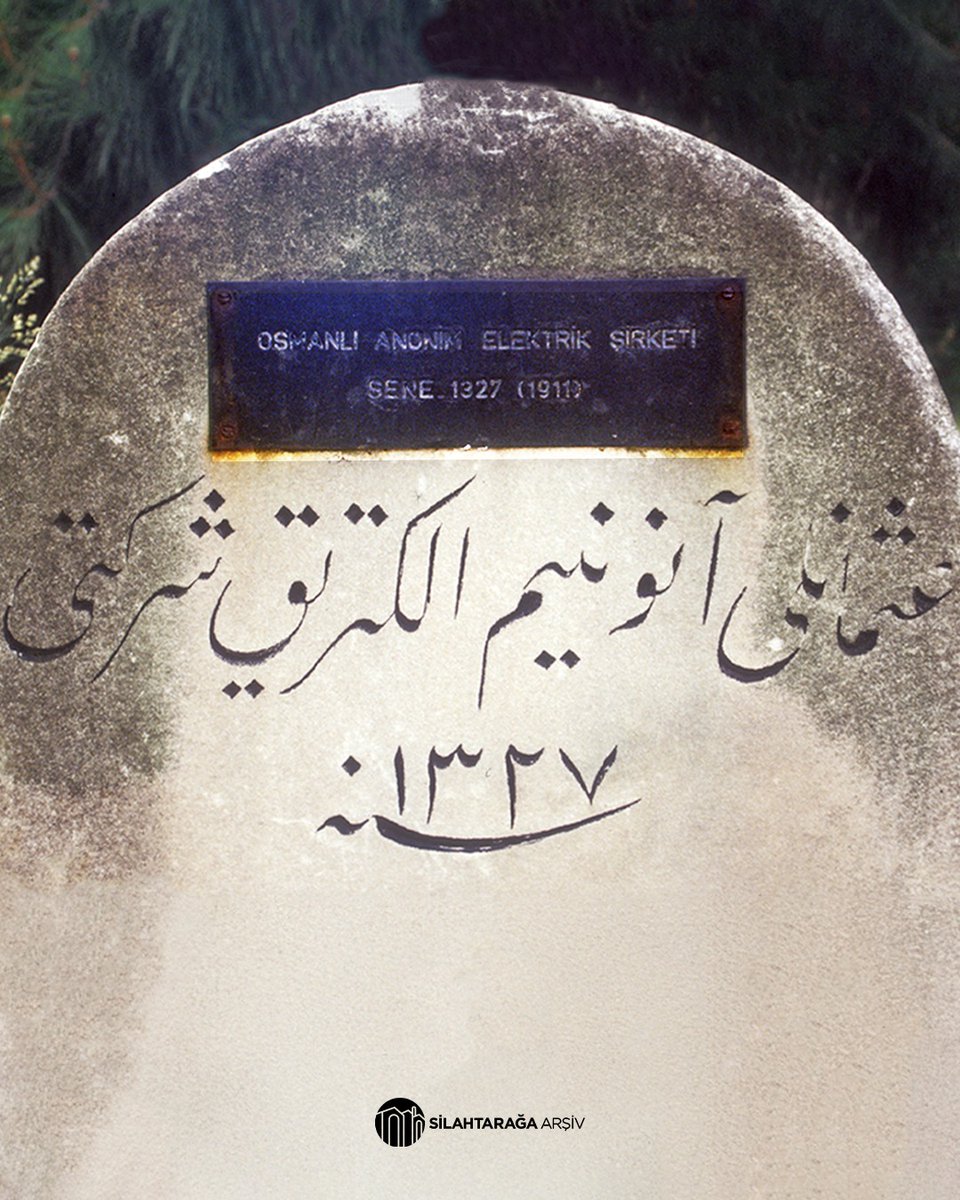 OSMANLI ANONİM ELEKTRİK ŞİRKETİ
SENE 1327 (1911)
عثمانلی آنونیم الکتریق شرکتی
سنه ١٣٢٧
SİLAHTARAĞA ARŞİV